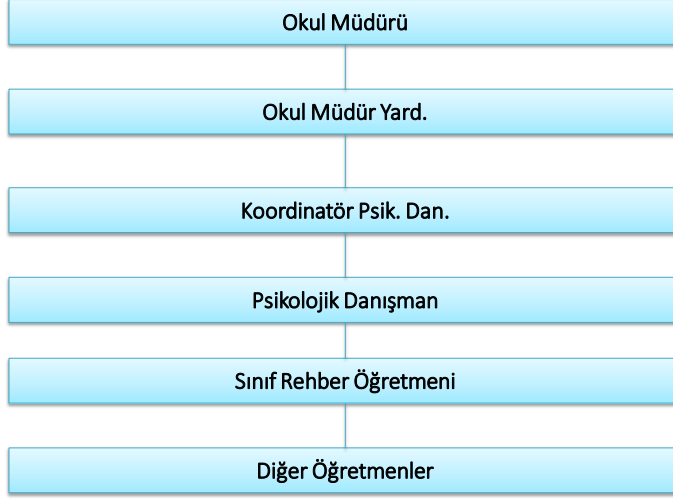 Okul Müdürü
Okul Müdür Yard.
Koordinatör Psik. Dan.
Psikolojik Danışman
Sınıf Rehber Öğretmeni
Diğer Öğretmenler